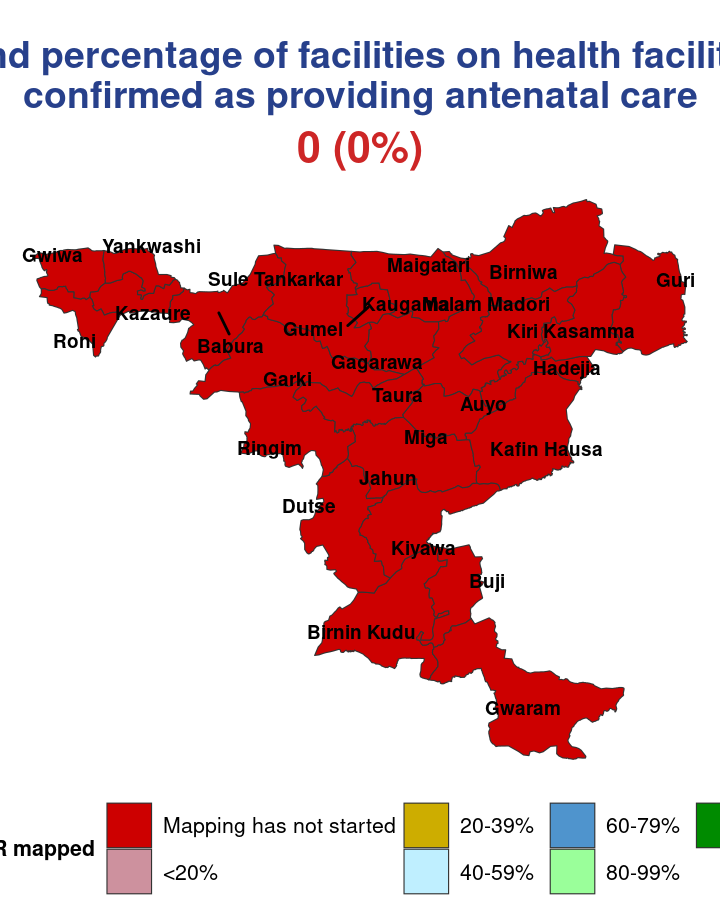 nd percentage of facilities on health facilit
confirmed as providing antenatal care
0 (0%)
Gwiwa
Yankwashi
Sule Tankarkar
Maigatari
Birniwa
Guri
Kazaure
Kaugama
Malam Madori
Roni
Babura
Gumel
Kiri Kasamma
Gagarawa
Hadejia
Garki
Taura
Auyo
Ringim
Miga
Kafin Hausa
Jahun
Dutse
Kiyawa
Buji
Birnin Kudu
Gwaram
R mapped
Mapping has not started
<20%
20-39%
40-59%
60-79%
80-99%